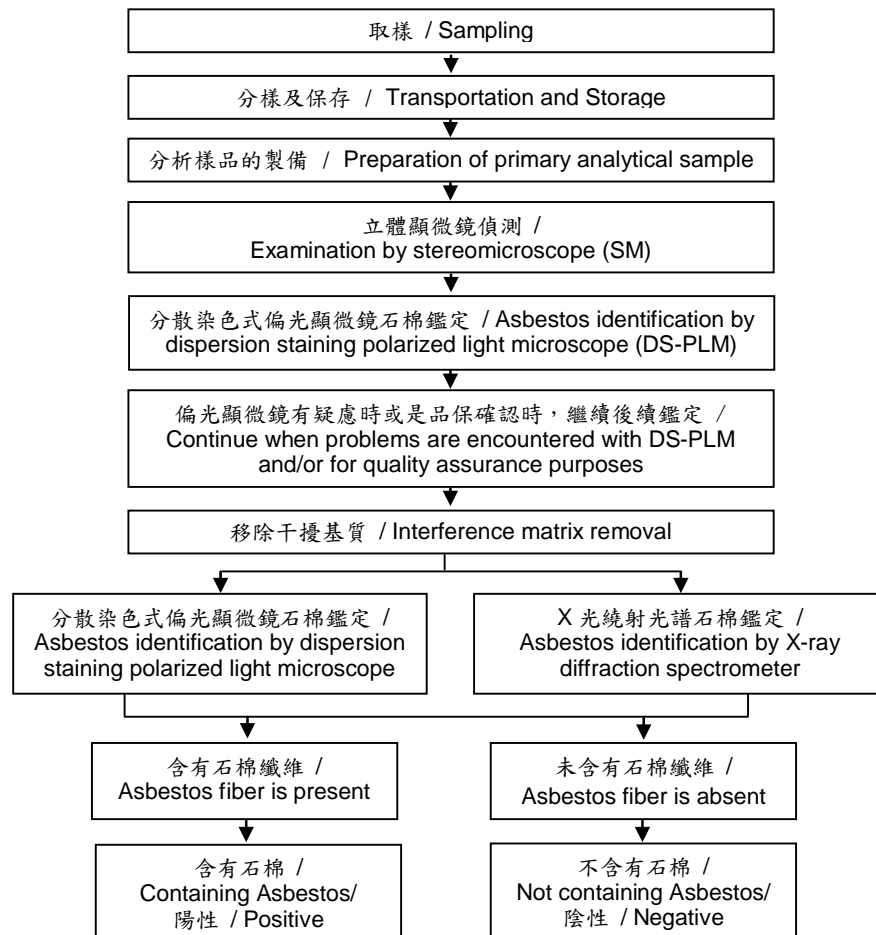 取樣 / Sampling
分樣及保存 / Transportation and Storage
分析樣品的製備 / Preparation of primary analytical sample
立體顯微鏡偵測 /
Examination by stereomicroscope (SM)
分散染色式偏光顯微鏡石棉鑑定 / Asbestos identification by
dispersion staining polarized light microscope (DS-PLM)
偏光顯微鏡有疑慮時或是品保確認時，繼續後續鑑定 /
Continue when problems are encountered with DS-PLM
and/or for quality assurance purposes
移除干擾基質 / Interference matrix removal
分散染色式偏光顯微鏡石棉鑑定 /
Asbestos identification by dispersion
staining polarized light microscope
X 光繞射光譜石棉鑑定 /
Asbestos identification by X-ray
diffraction spectrometer
含有石棉纖維 /
Asbestos fiber is present
未含有石棉纖維 /
Asbestos fiber is absent
含有石棉 /
Containing Asbestos/
陽性 / Positive
不含有石棉 /
Not containing Asbestos/
陰性 / Negative